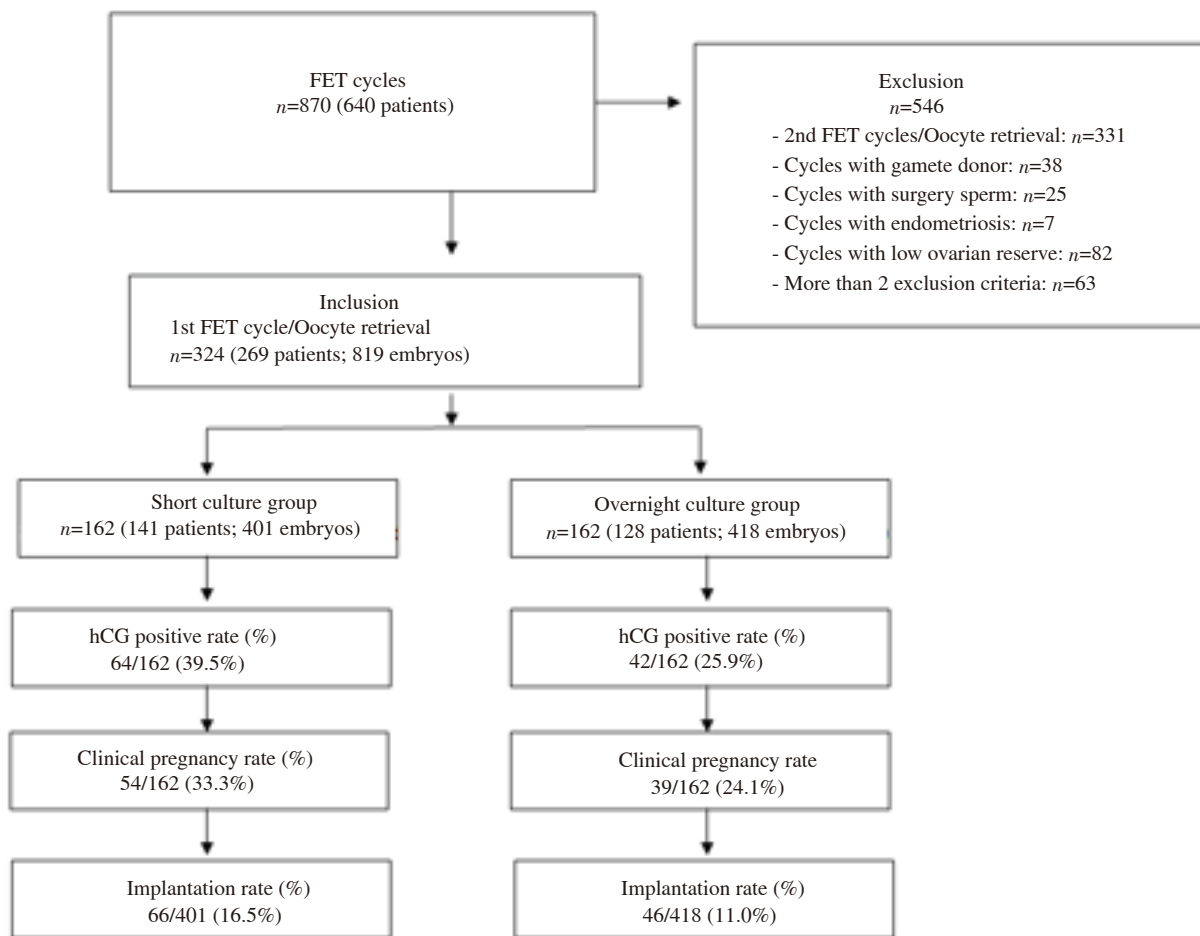 FET cycles
n=870 (640 patients)
Exclusion
n=546
- 2nd FET cycles/Oocyte retrieval: n=331
- Cycles with gamete donor: n=38
- Cycles with surgery sperm: n=25
- Cycles with endometriosis: n=7
- Cycles with low ovarian reserve: n=82
- More than 2 exclusion criteria: n=63
Inclusion
1st FET cycle/Oocyte retrieval
n=324 (269 patients; 819 embryos)
Short culture group
n=162 (141 patients; 401 embryos)
Overnight culture group
n=162 (128 patients; 418 embryos)
hCG positive rate (%)
64/162 (39.5%)
hCG positive rate (%)
42/162 (25.9%)
Clinical pregnancy rate (%)
54/162 (33.3%)
Clinical pregnancy rate
39/162 (24.1%)
Implantation rate (%)
66/401 (16.5%)
Implantation rate (%)
46/418 (11.0%)